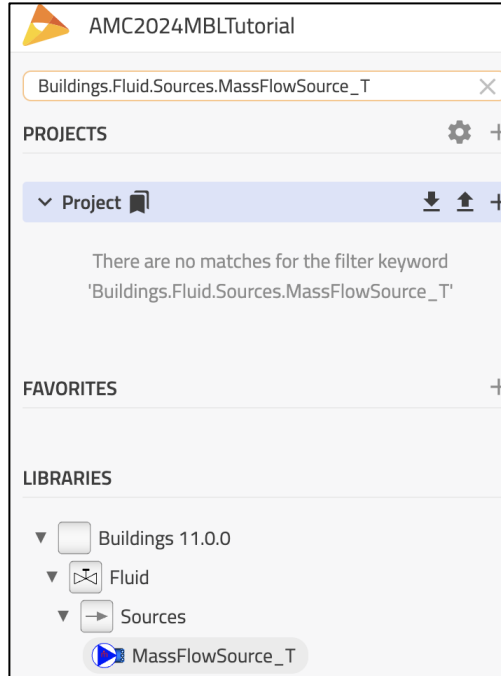 AMC2024MBLTutorial
Buildings.Fluid.Sources.MassFlowSource_T
PROJECTS
Project
There are no matches for the filter keyword
'Buildings.Fluid.Sources.MassFlowSource_T'
FAVORITES
LIBRARIES
Buildings 11.0.0
Fluid
Sources
MassFlowSource_T